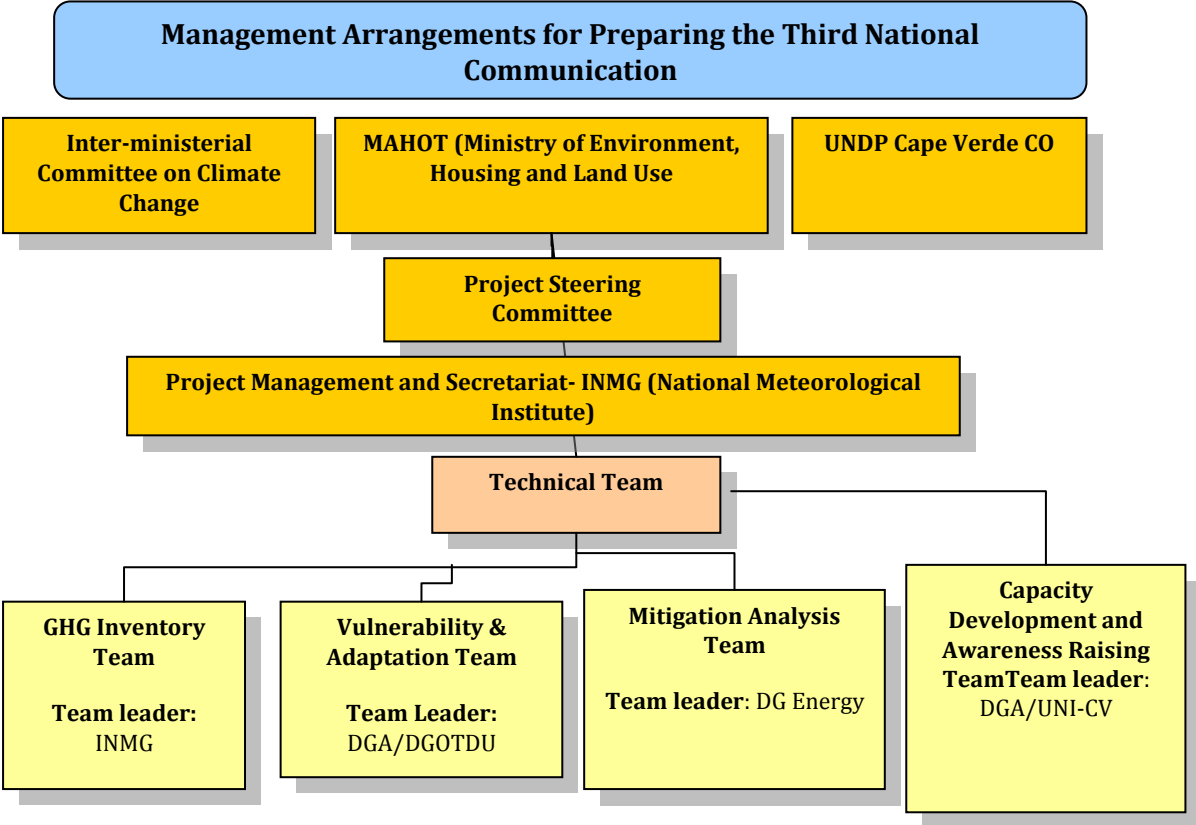 Management Arrangements for Preparing the Third National
Communication
Inter-ministerial
Committee on Climate
Change
MAHOT (Ministry of Environment,
Housing and Land Use
UNDP Cape Verde CO
Project Steering
Committee
Project Management and Secretariat- INMG (National Meteorological
Institute)
Technical Team
GHG Inventory
Team
Team leader:
INMG
Vulnerability &
Adaptation Team
Team Leader:
DGA/DGOTDU
Mitigation Analysis
Team
Team leader: DG Energy
Capacity
Development and
Awareness Raising
TeamTeam leader:
DGA/UNI-CV